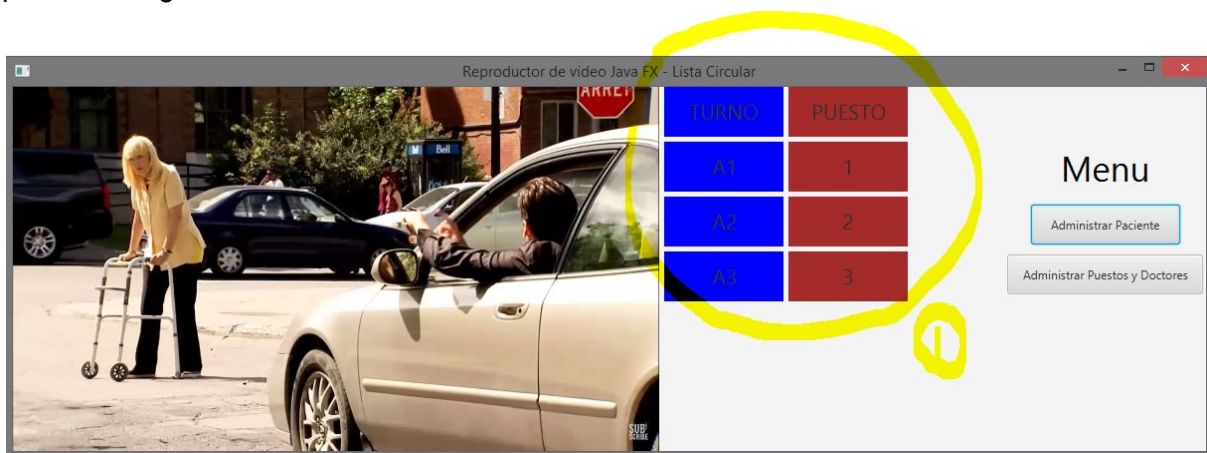 Reproductor de video Java FX - Lista Circular
ARRET
Bell
TURNO PUESTO
A1 1
A2 2
A3 3
Menu
Administrar Paciente
Administrar Puestos y Doctores
1
SUB
SCRIBE